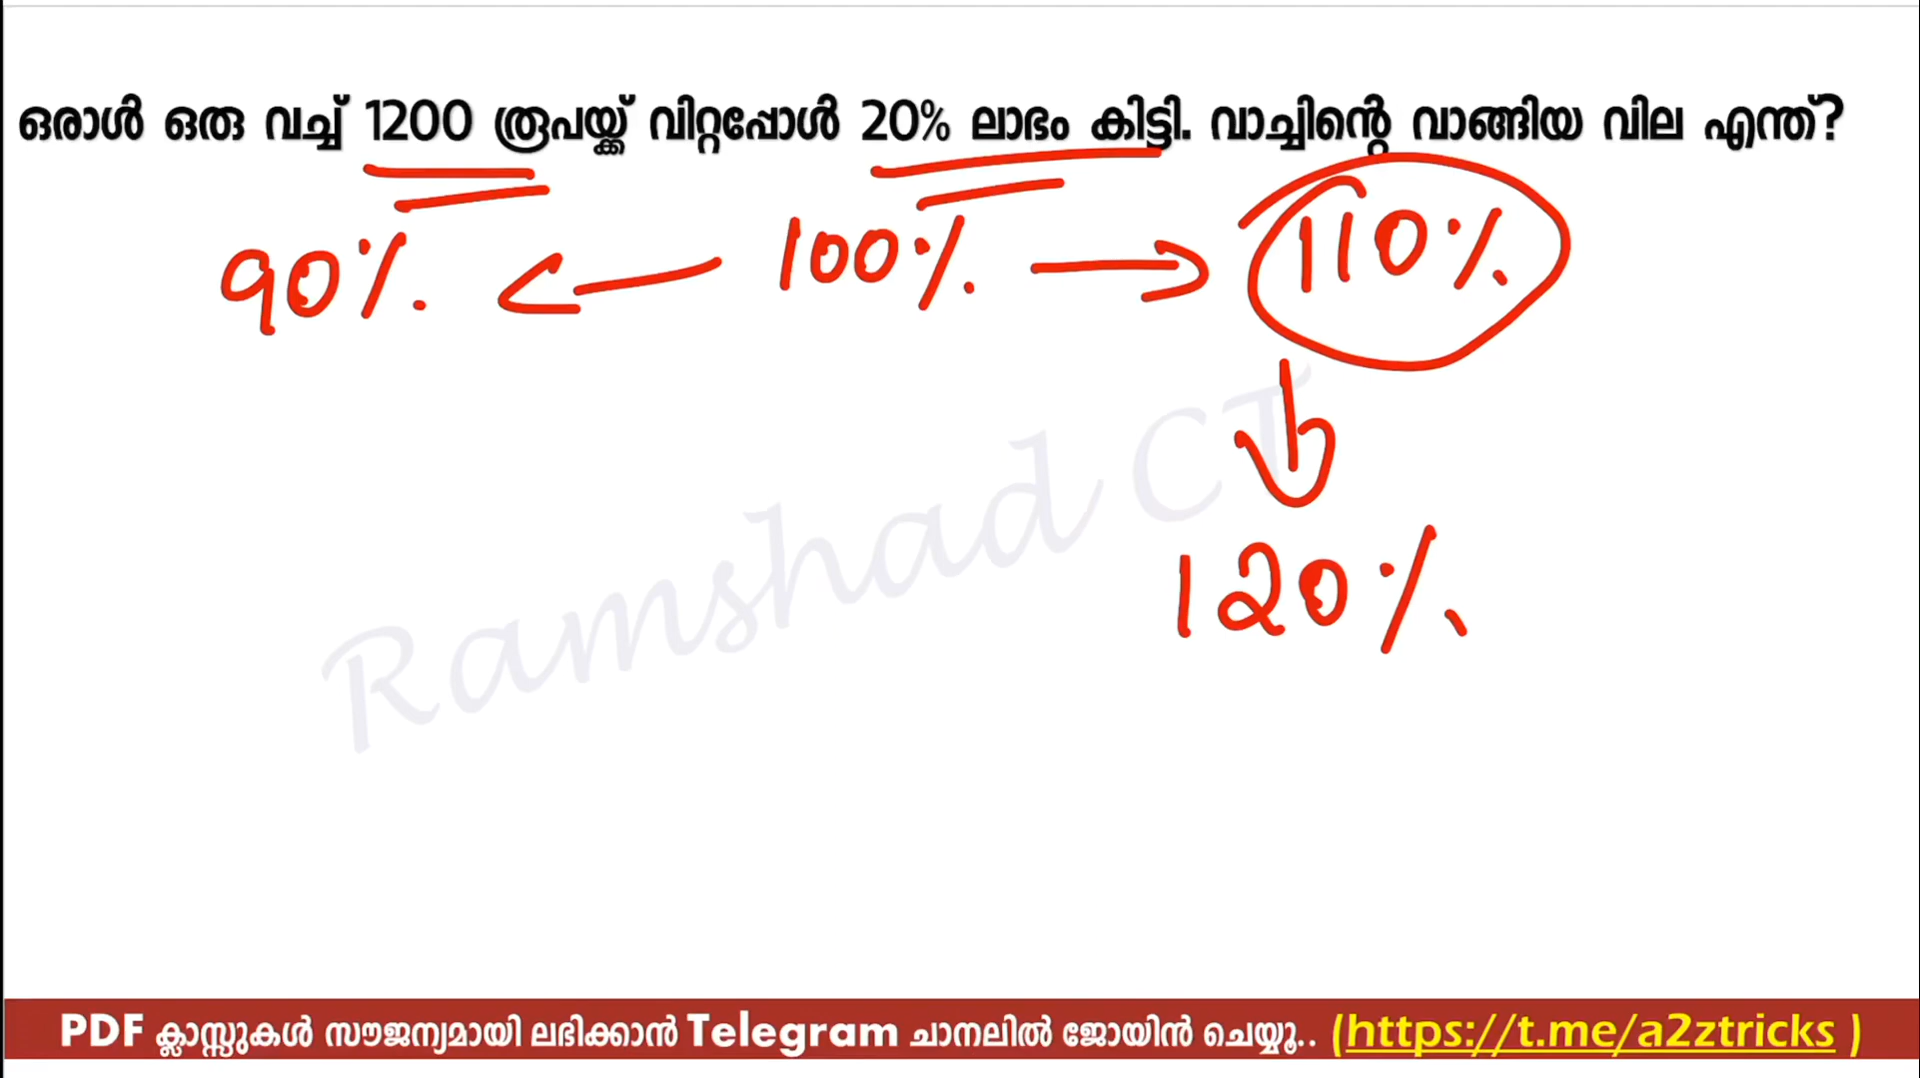 ഒരാൾ ഒരു വച്ച് 1200 രൂപയ്ക്ക് വിറ്റപ്പോൾ 20% ലാഭം കിട്ടി. വാച്ചിന്റെ വാങ്ങിയ വില എന്ത്?
90% ← 100% → 110%
↓
120%
Ramshad CT
PDF ക്ലാസ്സുകൾ സൗജന്യമായി ലഭിക്കാൻ Telegram ചാനലിൽ ജോയിൻ ചെയ്യൂ.. (https://t.me/a2ztricks )